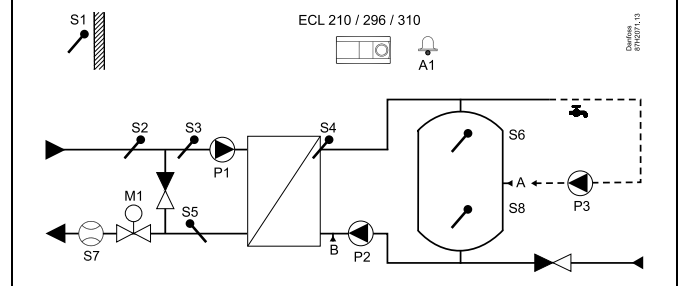 S1
ECL 210 / 296 / 310
A1
Danfoss
87H2071.13
S2
S3
S4
P1
S6
A
M1
S5
S8
P3
S7
B
P2